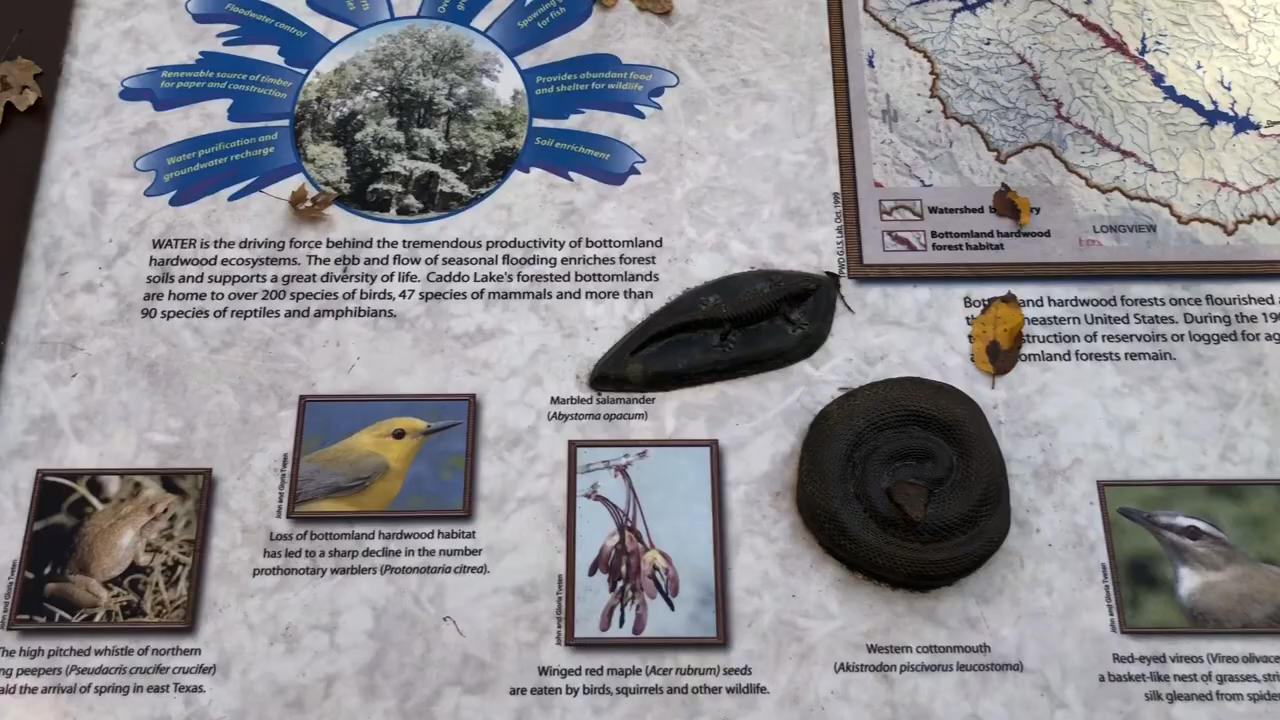 Floodwater control
Spawning
for fish
Renewable source of timber
for paper and construction
Provides abundant food
and shelter for wildlife
Water purification and
groundwater recharge
Soil enrichment
WATER is the driving force behind the tremendous productivity of bottomland
hardwood ecosystems. The ebb and flow of seasonal flooding enriches forest
soils and supports a great diversity of life. Caddo Lake's forested bottomlands
are home to over 200 species of birds, 47 species of mammals and more than
90 species of reptiles and amphibians.
TPWD G.I.S. Lab Oct. 1999
Watershed
Bottomland hardwood
forest habitat
LONGVIEW
and hardwood forests once flourished
eastern United States. During the
struction of reservoirs or logged for
omland forests remain.
Marbled salamander
(Abystoma opacum)
John and Gloria Tveten
Loss of bottomland hardwood habitat
has led to a sharp decline in the number
prothonotary warblers (Protonotaria citrea).
John and Gloria Tveten
The high pitched whistle of northern
ng peepers (Pseudacris crucifer crucifer)
ald the arrival of spring in east Texas.
John and Gloria Tveten
Winged red maple (Acer rubrum) seeds
are eaten by birds, squirrels and other wildlife.
Western cottonmouth
(Akistrodon piscivorus leucostoma)
John and Gloria Tveten
Red-eyed vireos (Vireo olivace
a basket-like nest of grasses, stri
silk gleaned from spider